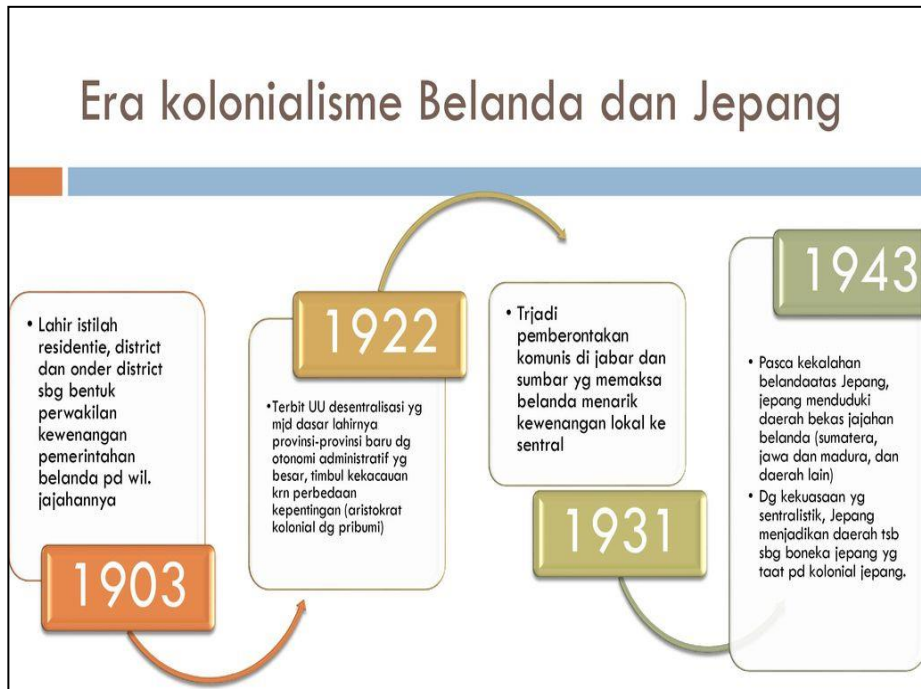 Era kolonialisme Belanda dan Jepang
• Lahir istilah
residentie, district
dan onder district
sbg bentuk
perwakilan
kewenangan
pemerintahan
belanda pd wil.
jajahannya
1903
1922
•Terbit UU desentralisasi yg
mjd dasar lahirnya
provinsi-provinsi baru dg
otonomi administratif yg
besar, timbul kekacauan
krn perbedaan
kepentingan (aristokrat
kolonial dg pribumi)
• Trjadi
pemberontakan
komunis di jabar dan
sumbar yg memaksa
belanda menarik
kewenangan lokal ke
sentral
1931
1943
• Pasca kekalahan
belandaatas Jepang,
jepang menduduki
daerah bekas jajahan
belanda (sumatera,
jawa dan madura, dan
daerah lain)
• Dg kekuasaan yg
sentralistik, Jepang
menjadikan daerah tsb
sbg boneka jepang yg
taat pd kolonial jepang.